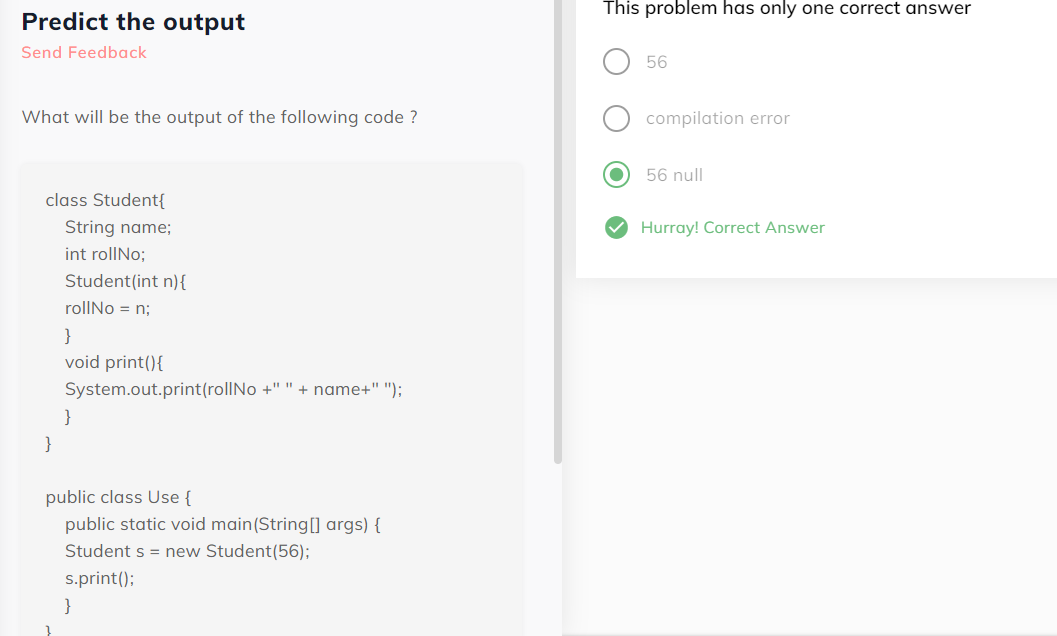 Predict the output
Send Feedback
What will be the output of the following code ?
class Student{
String name;
int rollNo;
Student(int n){
rollNo = n;
}
void print(){
System.out.print(rollNo +" " + name+" ");
}
}
public class Use {
public static void main(String[] args) {
Student s = new Student(56);
s.print();
}
}
This problem has only one correct answer
56
compilation error
56 null
Hurray! Correct Answer